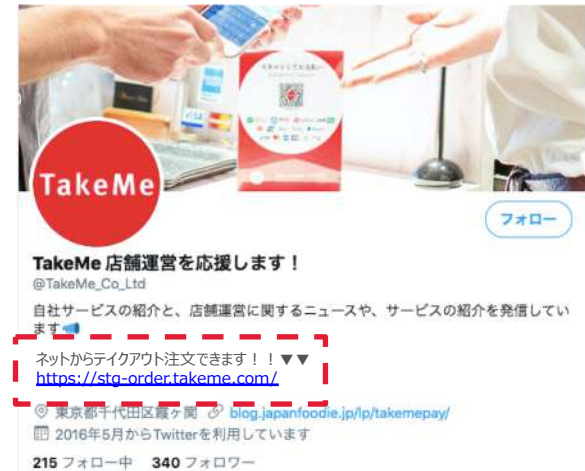 TakeMe
フォロー
TakeMe 店舗運営を応援します！
@TakeMe_Co_Ltd
自社サービスの紹介と、店舗運営に関するニュースや、サービスの紹介を発信してい
ます
ネットからテイクアウト注文できます！！▼▼
https://stg-order.takeme.com/
東京都千代田区霞ヶ関 blog.japanfoodie.jp/lp/takemepay/
2016年5月からTwitterを利用しています
215 フォロー中 340 フォロワー